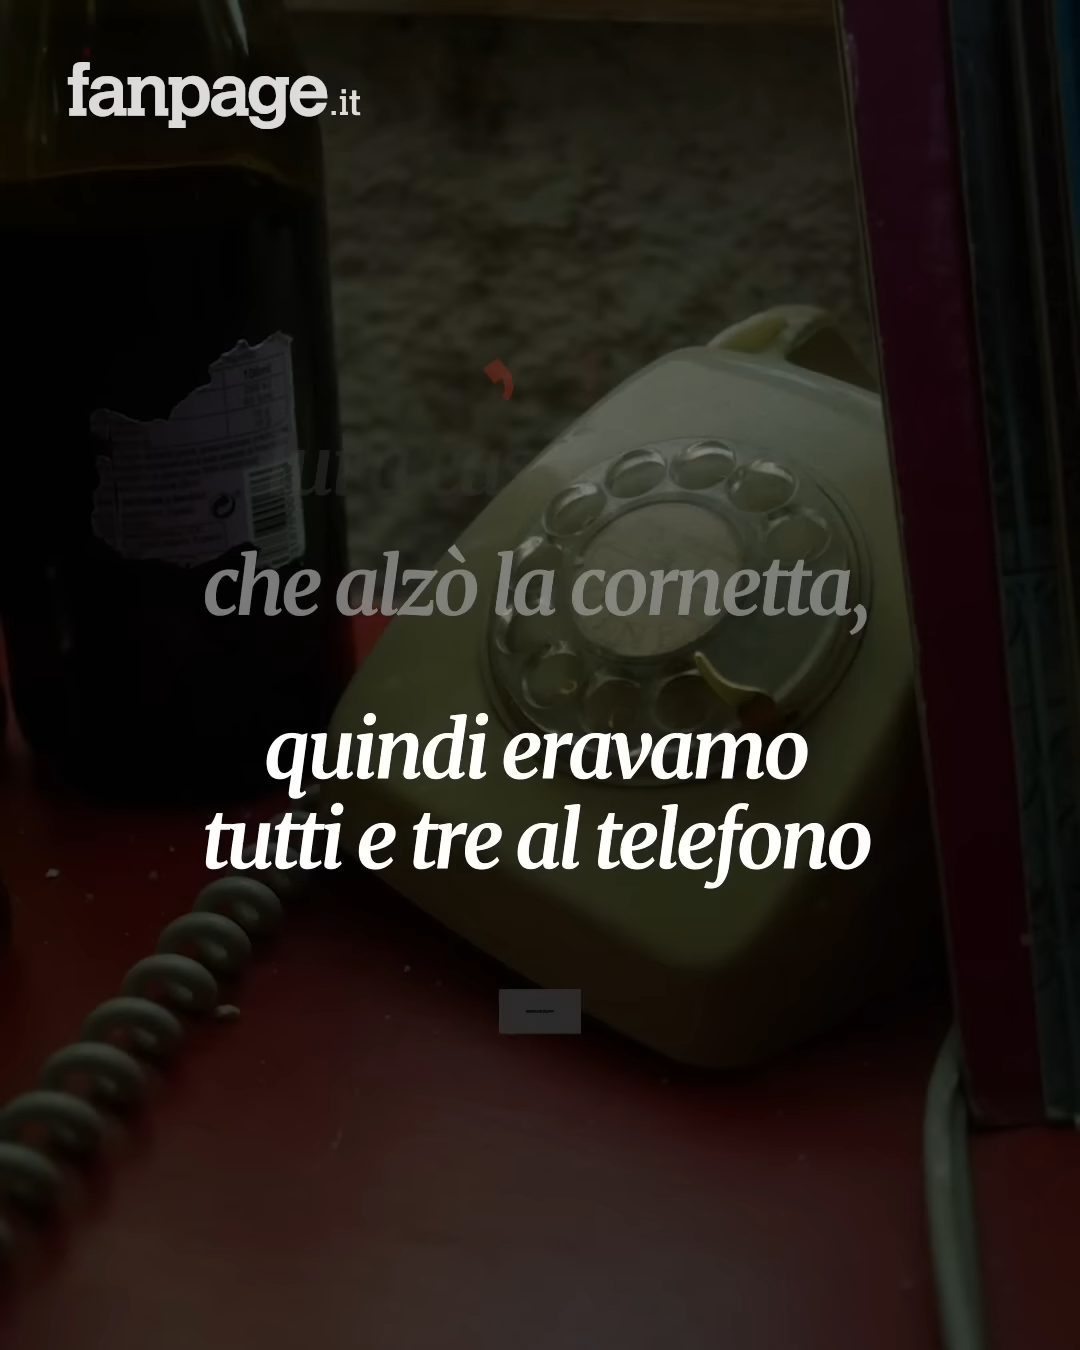 fanpage.it
che alzò la cornetta,
quindi eravamo
tutti e tre al telefono